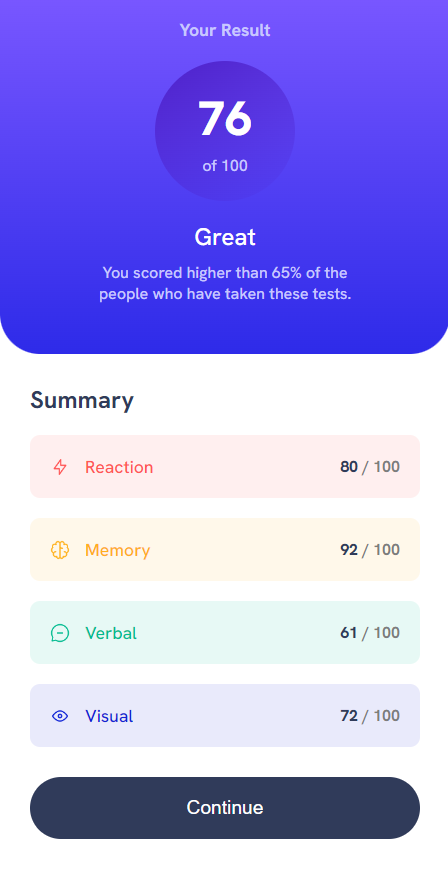 Your Result
76
of 100
Great
You scored higher than 65% of the
people who have taken these tests.
Summary
Reaction 80 / 100
Memory 92 / 100
Verbal 61 / 100
Visual 72 / 100
Continue